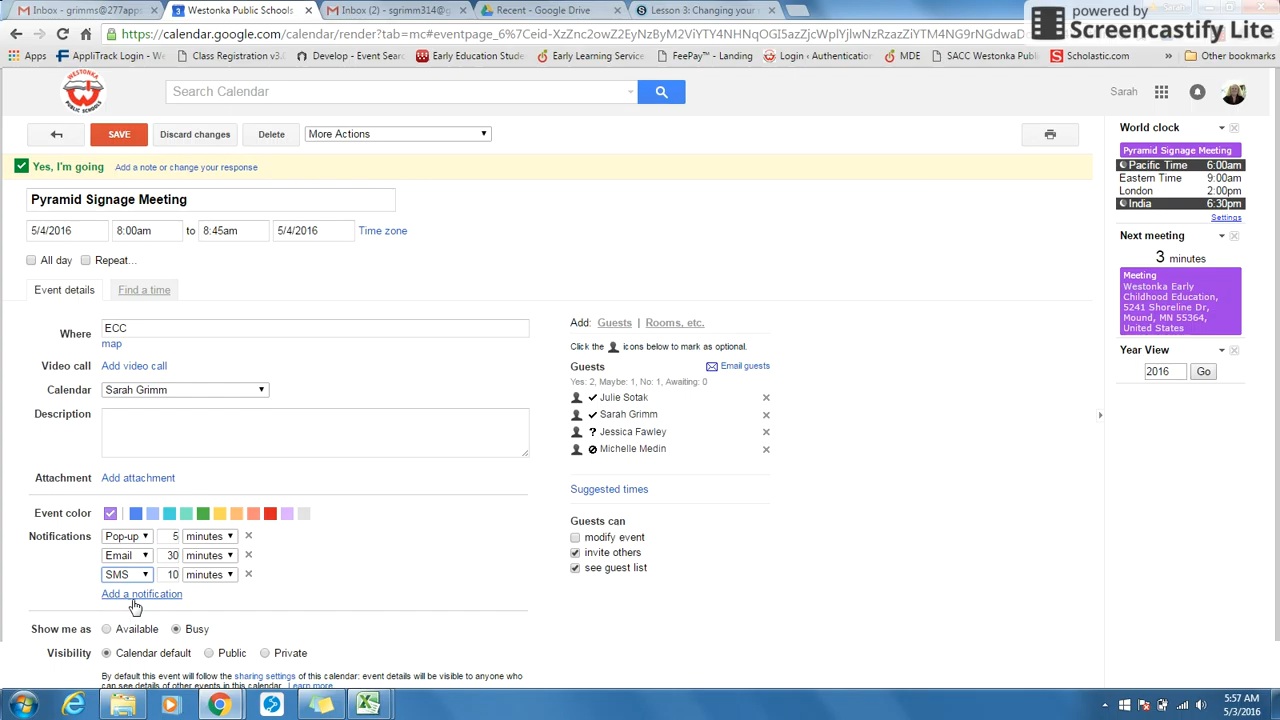 Inbox - grimms@277apps
Westonka Public Schools
Inbox (2) - sgrimm314@g
Recent - Google Drive
Lesson 3: Changing your
powered by
Screencastify Lite
https://calendar.google.com/calend
Apps
AppliTrack Login - We
Class Registration v3.
Develop Event Search
Early Education Stude
Early Learning Service
FeePay™ - Landing
Login ‹ Authentication
MDE
SACC Westonka Publi
Scholastic.com
»
Other bookmarks
WESTONKA
PUBLIC SCHOOLS
Search Calendar
Sarah
SAVE
Discard changes
Delete
More Actions
Yes, I'm going
Add a note or change your response
Pyramid Signage Meeting
5/4/2016 8:00am to 8:45am 5/4/2016 Time zone
All day Repeat...
Event details Find a time
Where ECC
map
Video call Add video call
Calendar Sarah Grimm
Description
Attachment Add attachment
Event color
Notifications Pop-up 5 minutes ×
Email 30 minutes ×
SMS 10 minutes ×
Add a notification
Show me as Available Busy
Visibility Calendar default Public Private
By default this event will follow the sharing settings of this calendar: event details will be visible to anyone who
can see details of other events in this calendar. Learn more
Add: Guests | Rooms, etc.
Click the icons below to mark as optional.
Guests Email guests
Yes: 2, Maybe: 1, No: 1, Awaiting: 0
Julie Sotak ×
Sarah Grimm ×
? Jessica Fawley ×
Michelle Medin ×
Suggested times
Guests can
modify event
invite others
see guest list
World clock
Pyramid Signage Meeting
Pacific Time 6:00am
Eastern Time 9:00am
London 2:00pm
India 6:30pm
Settings
Next meeting
3 minutes
Meeting
Westonka Early
Childhood Education,
5241 Shoreline Dr,
Mound, MN 55364,
United States
Year View
2016 Go
5:57 AM
5/3/2016